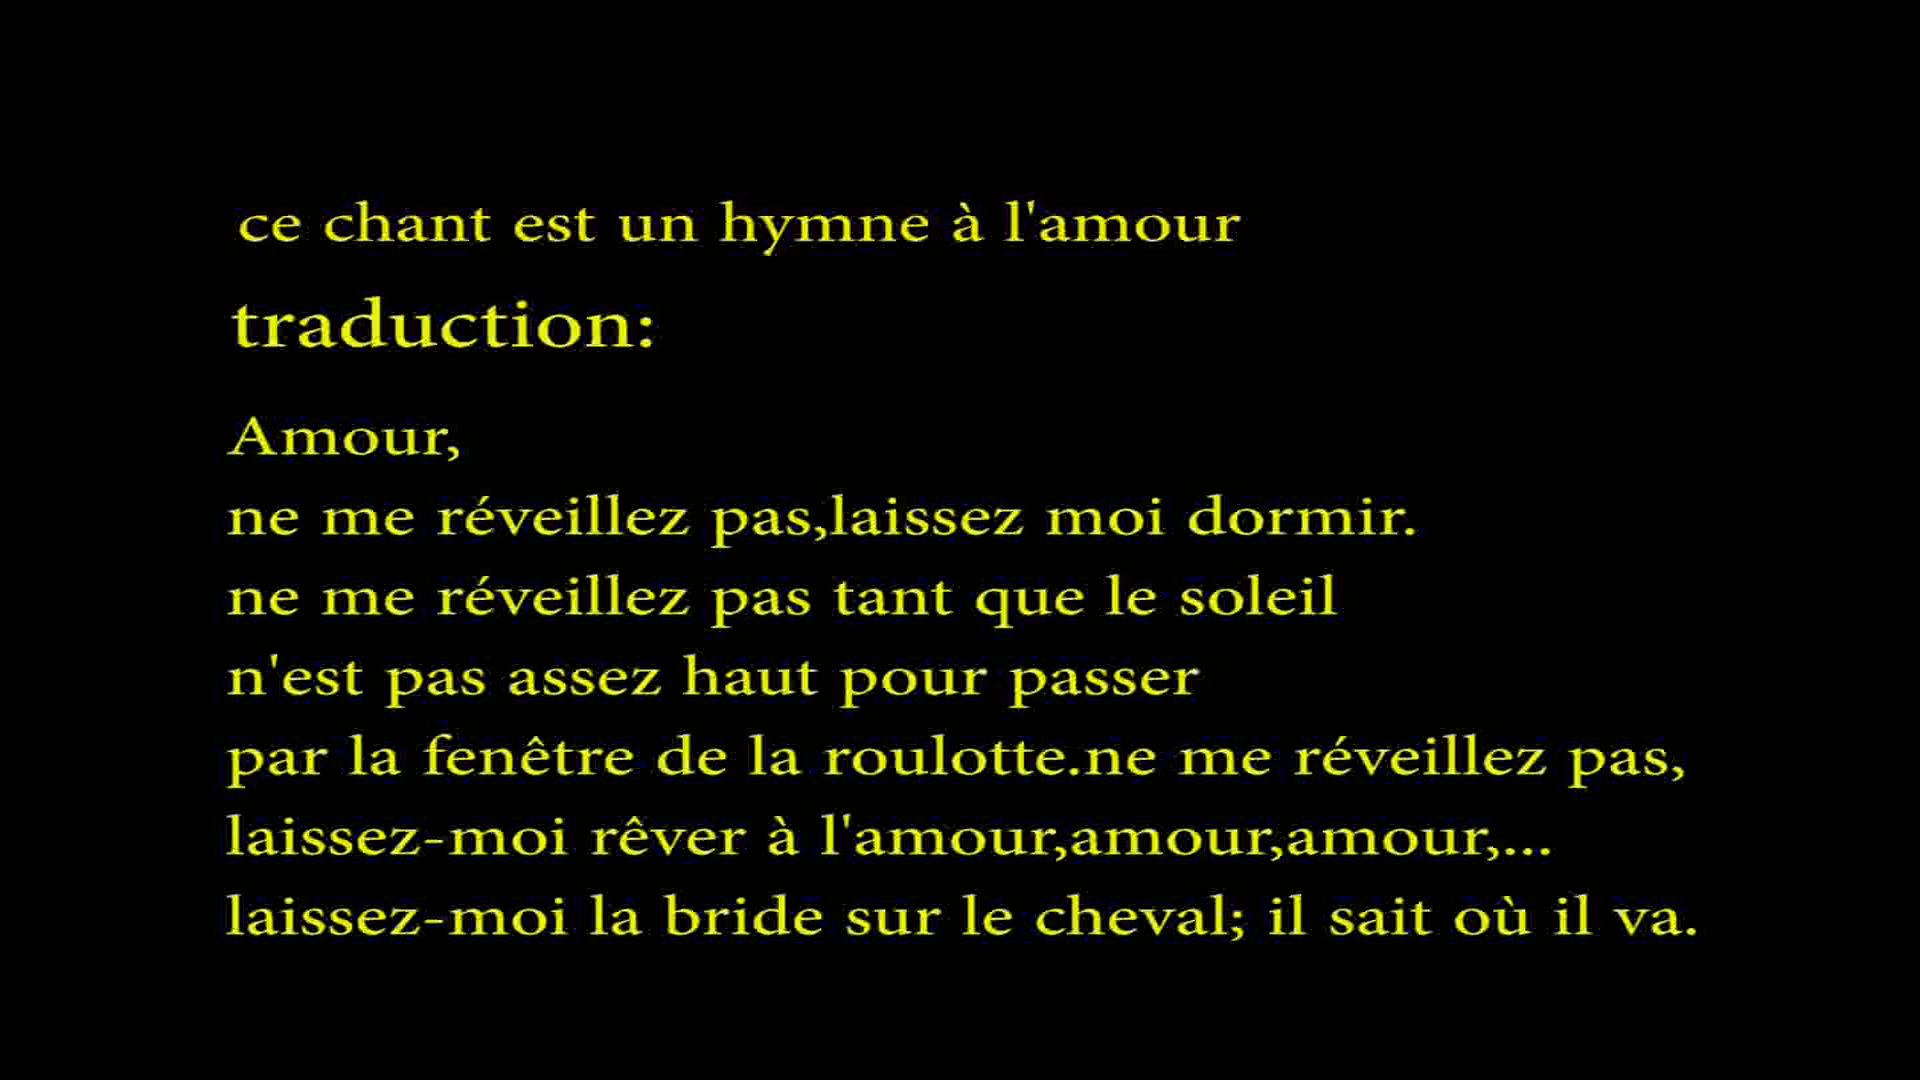 ce chant est un hymne à l'amour
traduction:
Amour,
ne me réveillez pas,laissez moi dormir.
ne me réveillez pas tant que le soleil
n'est pas assez haut pour passer
par la fenêtre de la roulotte.ne me réveillez pas,
laissez-moi rêver à l'amour,amour,amour,...
laissez-moi la bride sur le cheval; il sait où il va.